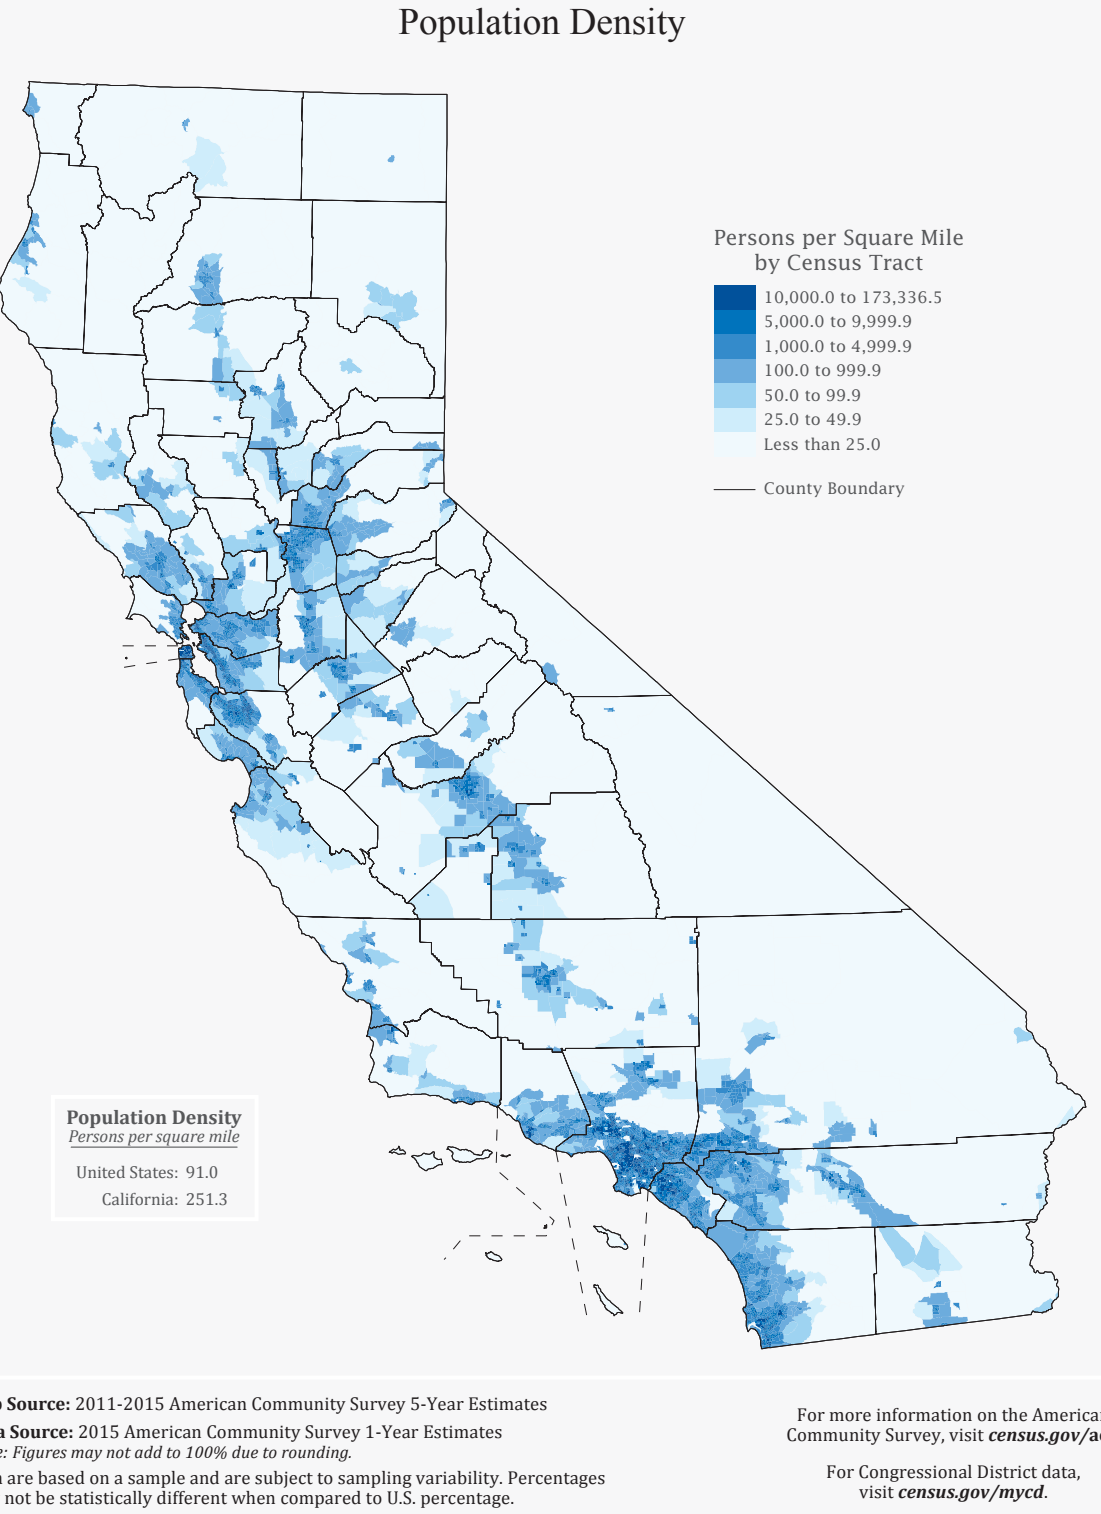 Population Density
Persons per Square Mile
by Census Tract
10,000.0 to 173,336.5
5,000.0 to 9,999.9
1,000.0 to 4,999.9
100.0 to 999.9
50.0 to 99.9
25.0 to 49.9
Less than 25.0
County Boundary
Population Density
Persons per square mile
United States: 91.0
California: 251.3
Source: 2011-2015 American Community Survey 5-Year Estimates
Source: 2015 American Community Survey 1-Year Estimates
Figures may not add to 100% due to rounding.
are based on a sample and are subject to sampling variability. Percentages
not be statistically different when compared to U.S. percentage.
For more information on the American
Community Survey, visit census.gov/a
For Congressional District data,
visit census.gov/mycd.